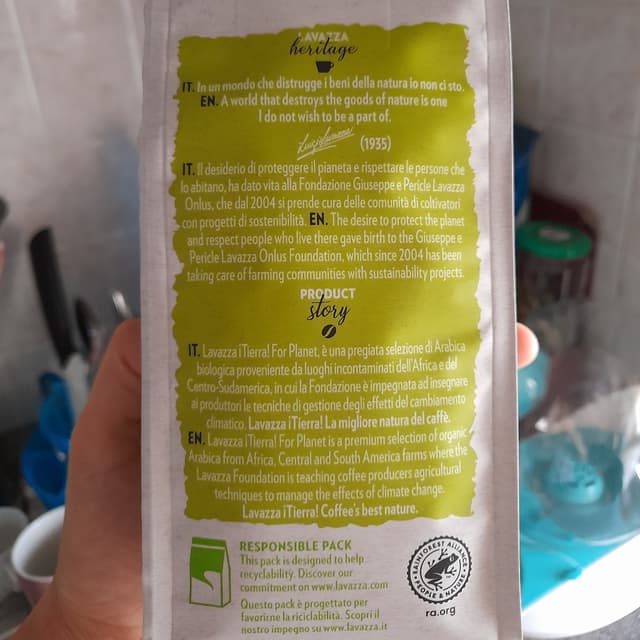 LAVAZZA
heritage
IT. In un mondo che distrugge i beni della natura io non ci sto.
EN. A world that destroys the goods of nature is one
I do not wish to be a part of.
(1935)
IT. Il desiderio di proteggere il pianeta e rispettare le persone che
lo abitano, ha dato vita alla Fondazione Giuseppe e Pericle Lavazza
Onlus, che dal 2004 si prende cura delle comunità di coltivatori
con progetti di sostenibilità. EN. The desire to protect the planet
and respect people who live there gave birth to the Giuseppe e
Pericle Lavazza Onlus Foundation, which since 2004 has been
taking care of farming communities with sustainability projects.
PRODUCT
story
IT. Lavazza ¡Tierra! For Planet, è una pregiata selezione di Arabica
biologica proveniente da luoghi incontaminati dell'Africa e del
Centro-Sudamerica, in cui la Fondazione è impegnata ad insegnare
ai produttori le tecniche di gestione degli effetti del cambiamento
climatico. Lavazza ¡Tierra! La migliore natura del caffè.
EN. Lavazza ¡Tierra! For Planet is a premium selection of organic
Arabica from Africa, Central and South America farms where the
Lavazza Foundation is teaching coffee producers agricultural
techniques to manage the effects of climate change.
Lavazza ¡Tierra! Coffee's best nature.
RESPONSIBLE PACK
This pack is designed to help
recyclability. Discover our
commitment on www.lavazza.com
Questo pack è progettato per
favorirne la riciclabilità. Scopri il
nostro impegno su www.lavazza.it
RAINFOREST ALLIANCE
PEOPLE & NATURE
ra.org